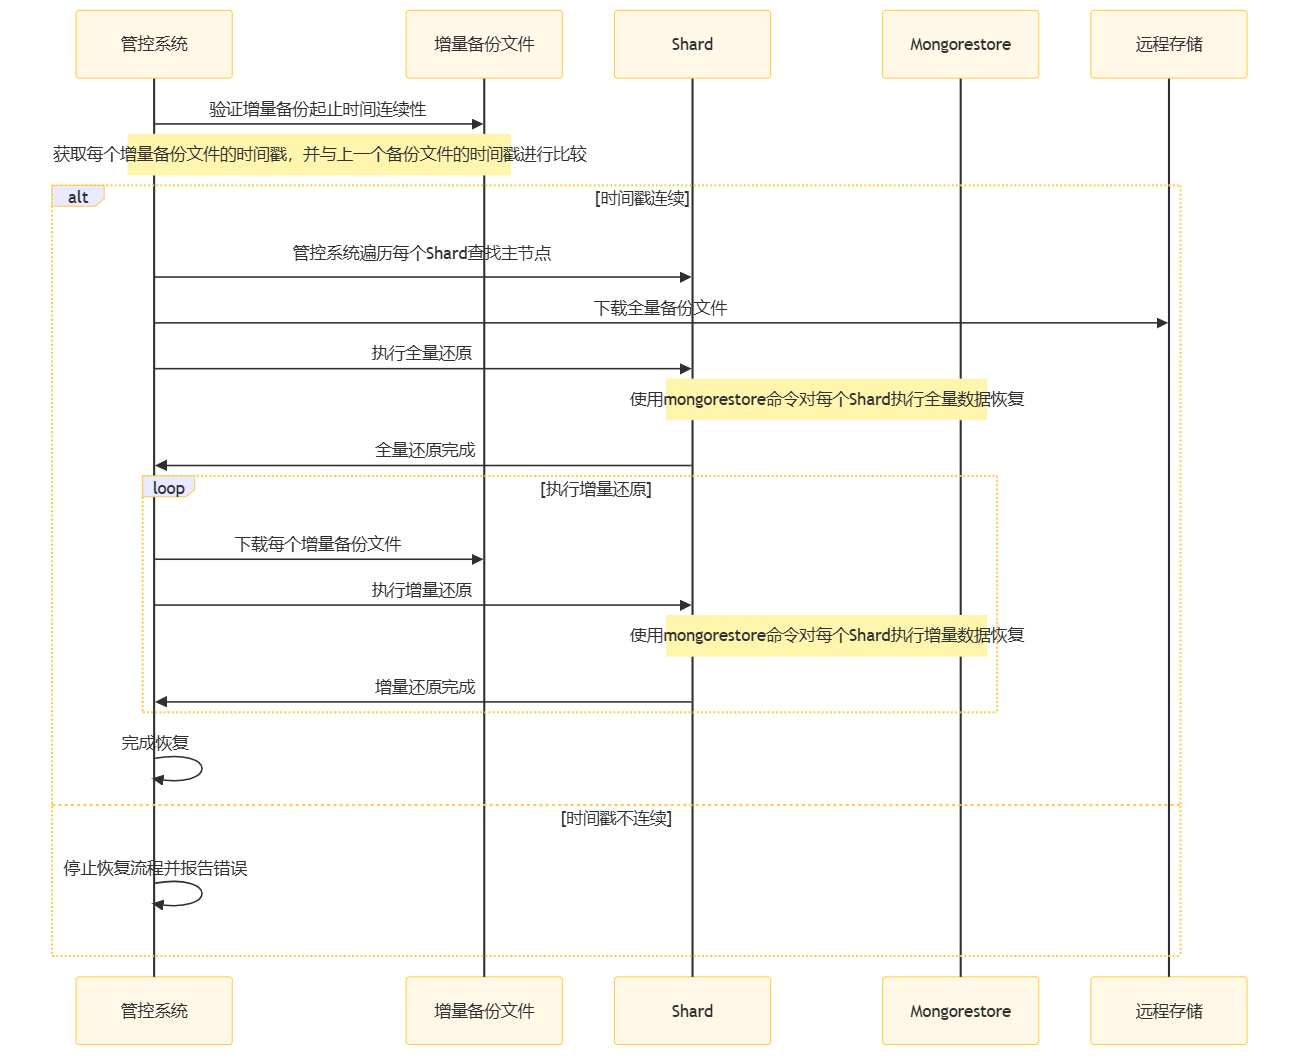 管控系统
增量备份文件
Shard
Mongorestore
远程存储
验证增量备份起止时间连续性
获取每个增量备份文件的时间戳，并与上一个备份文件的时间戳进行比较
alt
[时间戳连续]
管控系统遍历每个Shard查找主节点
下载全量备份文件
执行全量还原
使用mongorestore命令对每个Shard执行全量数据恢复
全量还原完成
loop
[执行增量还原]
下载每个增量备份文件
执行增量还原
使用mongorestore命令对每个Shard执行增量数据恢复
增量还原完成
完成恢复
[时间戳不连续]
停止恢复流程并报告错误
管控系统
增量备份文件
Shard
Mongorestore
远程存储